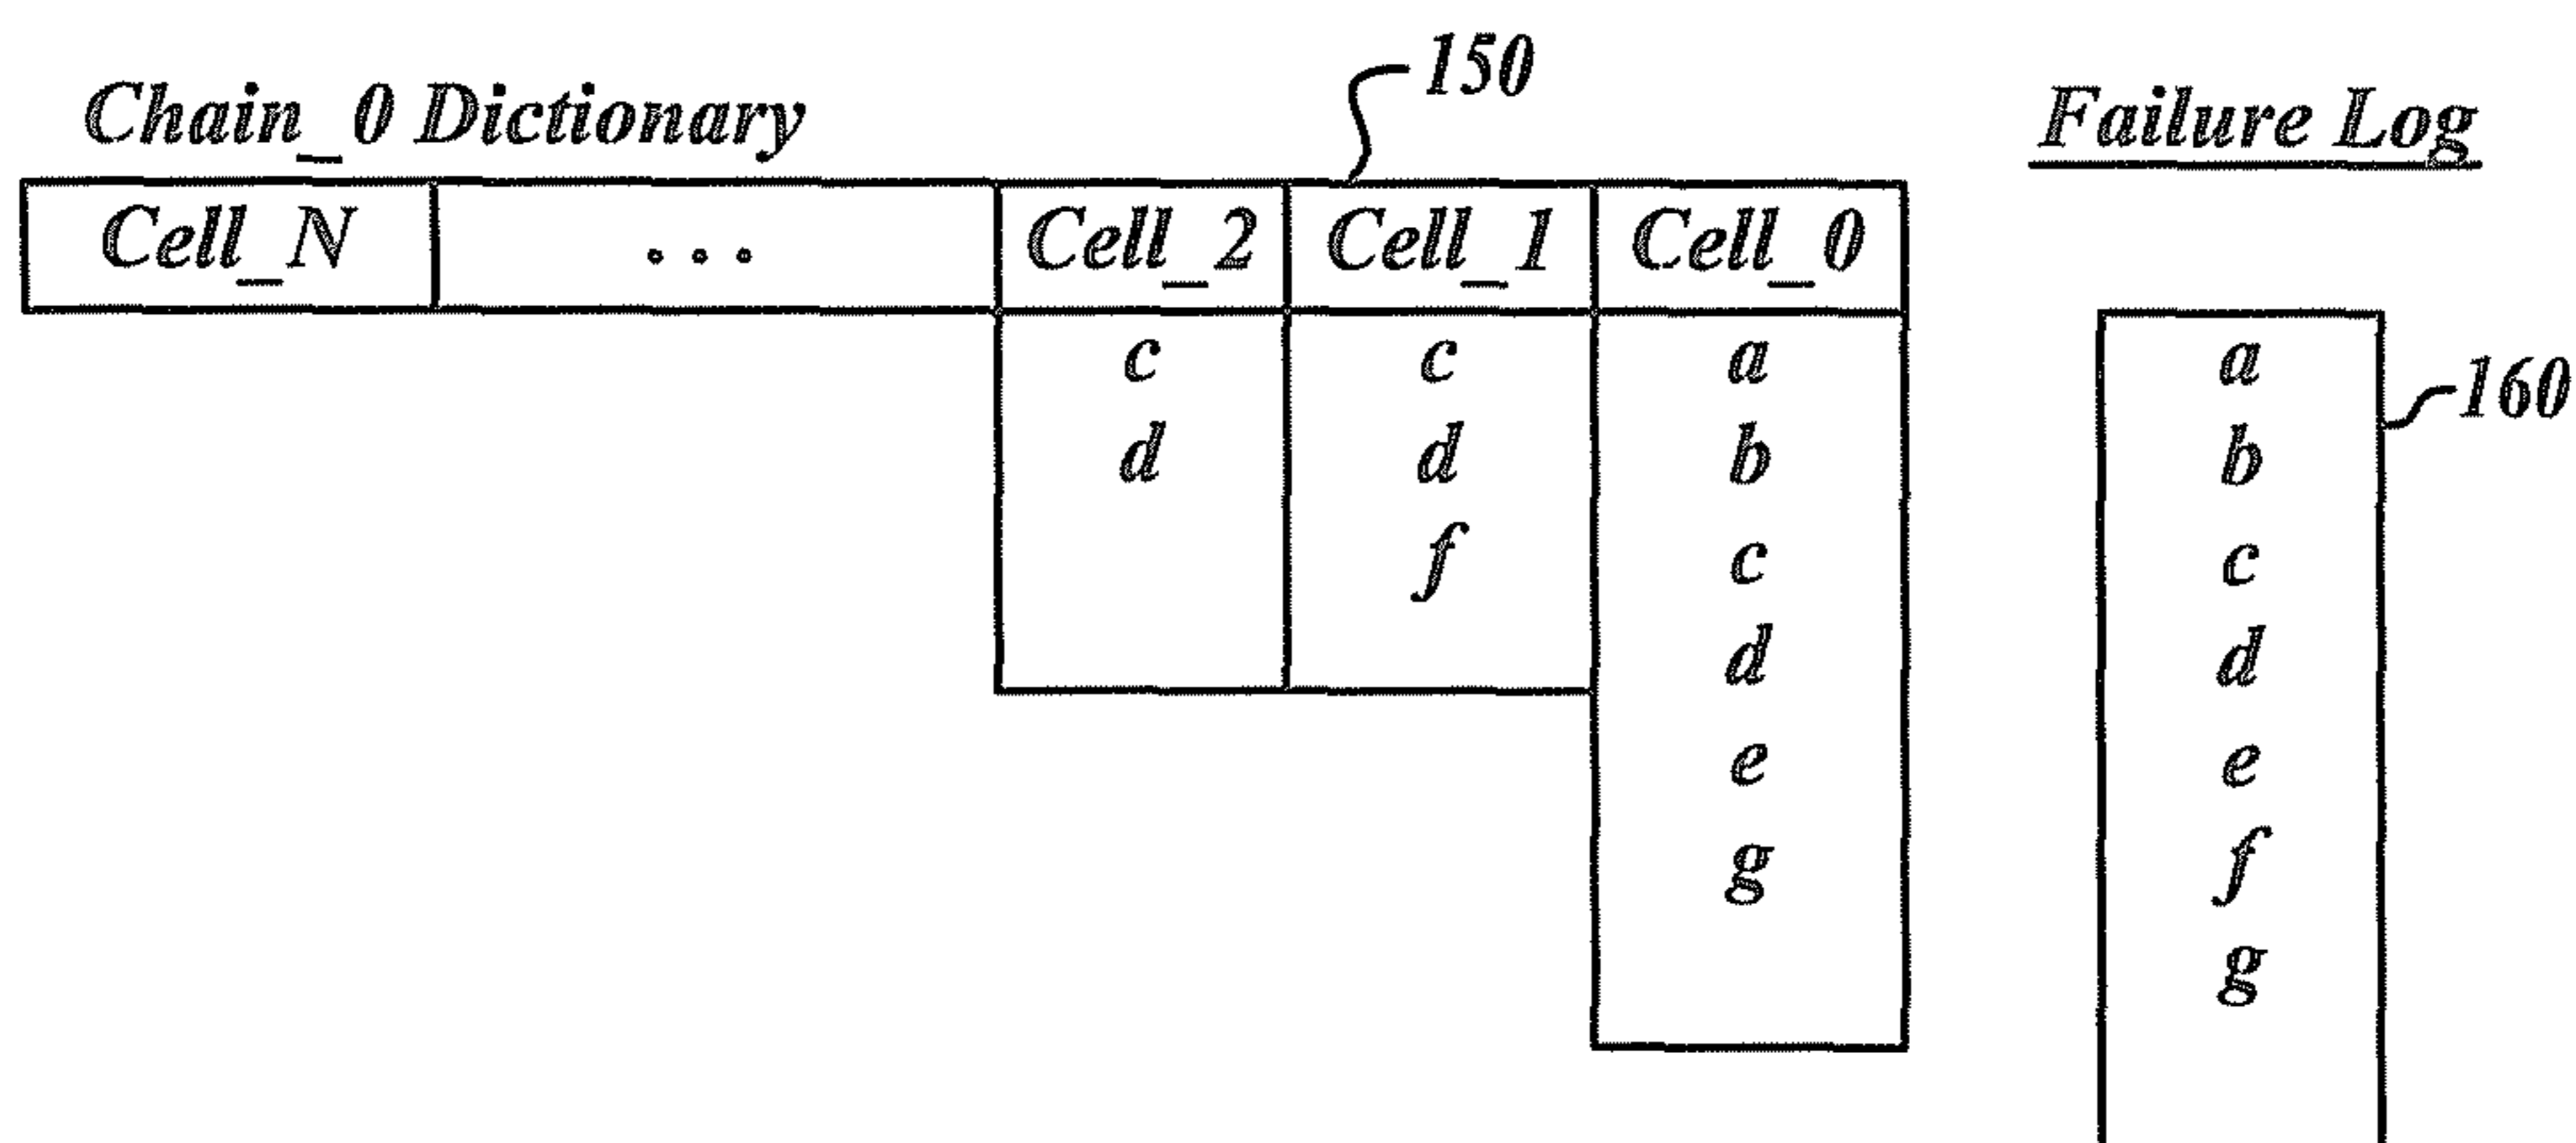 150
Chain_0 Dictionary Failure Log
Cell_N ... Cell_2 Cell_1 Cell_0
c c a a
160
d d b b
f c c
d d
e e
g f
g